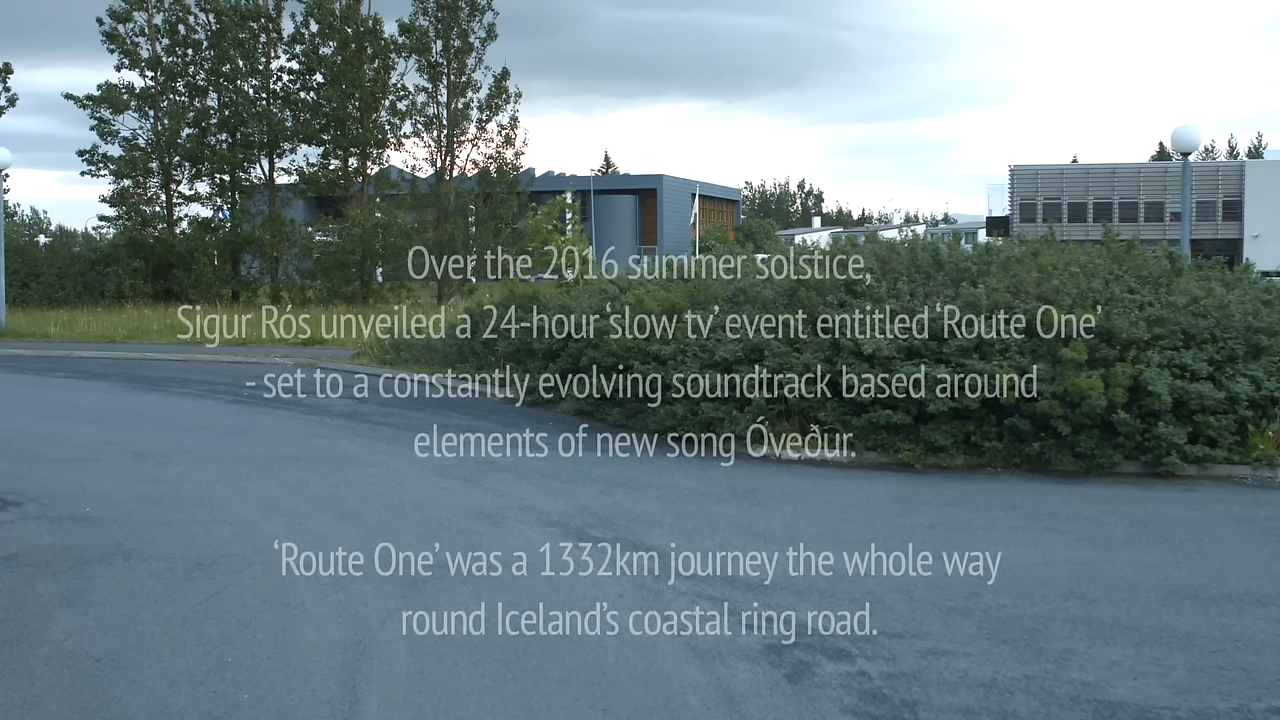 Over the 2016 summer solstice,
Sigur Rós unveiled a 24-hour ‘slow tv’ event entitled ‘Route One’
- set to a constantly evolving soundtrack based around
elements of new song Óveður.
‘Route One’ was a 1332km journey the whole way
round Iceland’s coastal ring road.